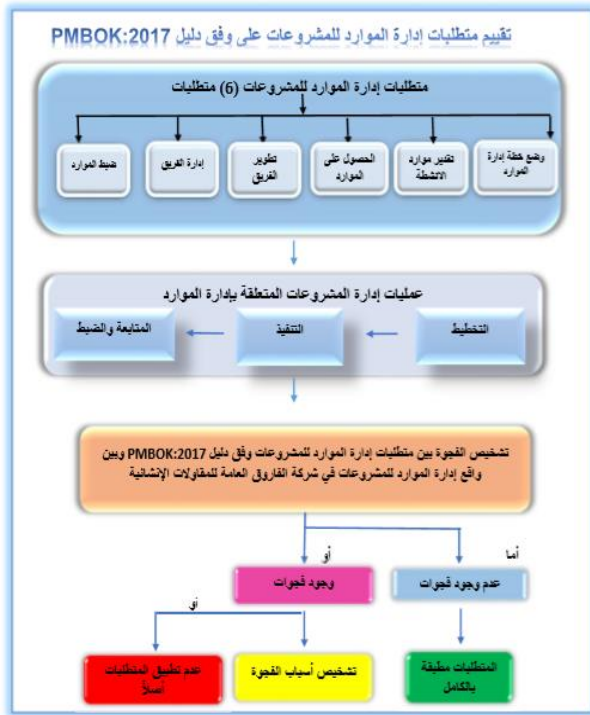 تقييم متطلبات إدارة الموارد للمشروعات على وفق دليل PMBOK:2017
متطلبات إدارة الموارد للمشروعات (6) متطلبات
وضع خطة إدارة
الموارد
تقدير موارد
الانشطة
الحصول على
الموارد
تطوير
الفريق
إدارة الفريق
ضبط الموارد
عمليات إدارة المشروعات المتعلقة بإدارة الموارد
التخطيط
التنفيذ
المتابعة والضبط
تشخيص الفجوة بين متطلبات إدارة الموارد للمشروعات وفق دليل PMBOK:2017 وبين
واقع إدارة الموارد للمشروعات في شركة الفاروق العامة للمقاولات الإنشائية
أما
أو
عدم وجود فجوات
وجود فجوات
أو
المتطلبات مطبقة
بالكامل
تشخيص أسباب الفجوة
عدم تطبيق المتطلبات
أصلاً